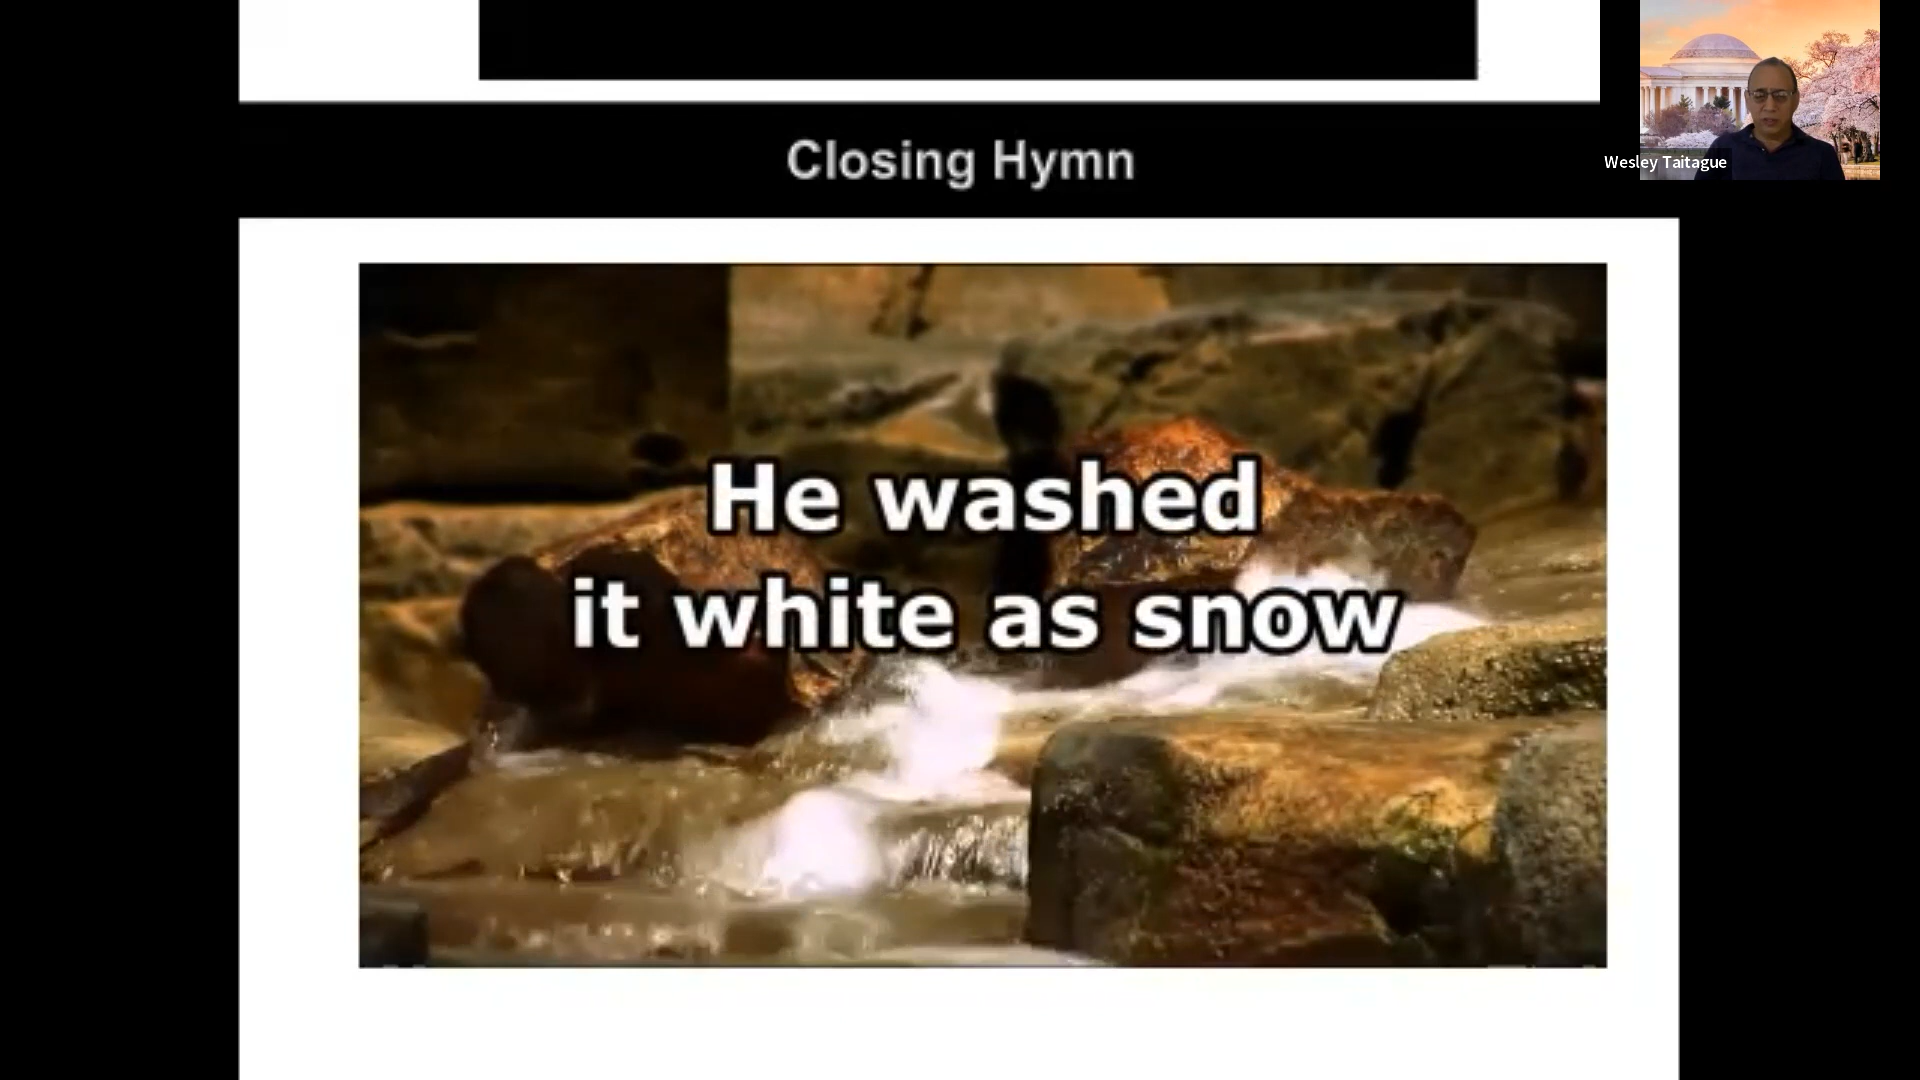 Closing Hymn
Wesley Taitague
He washed
it white as snow